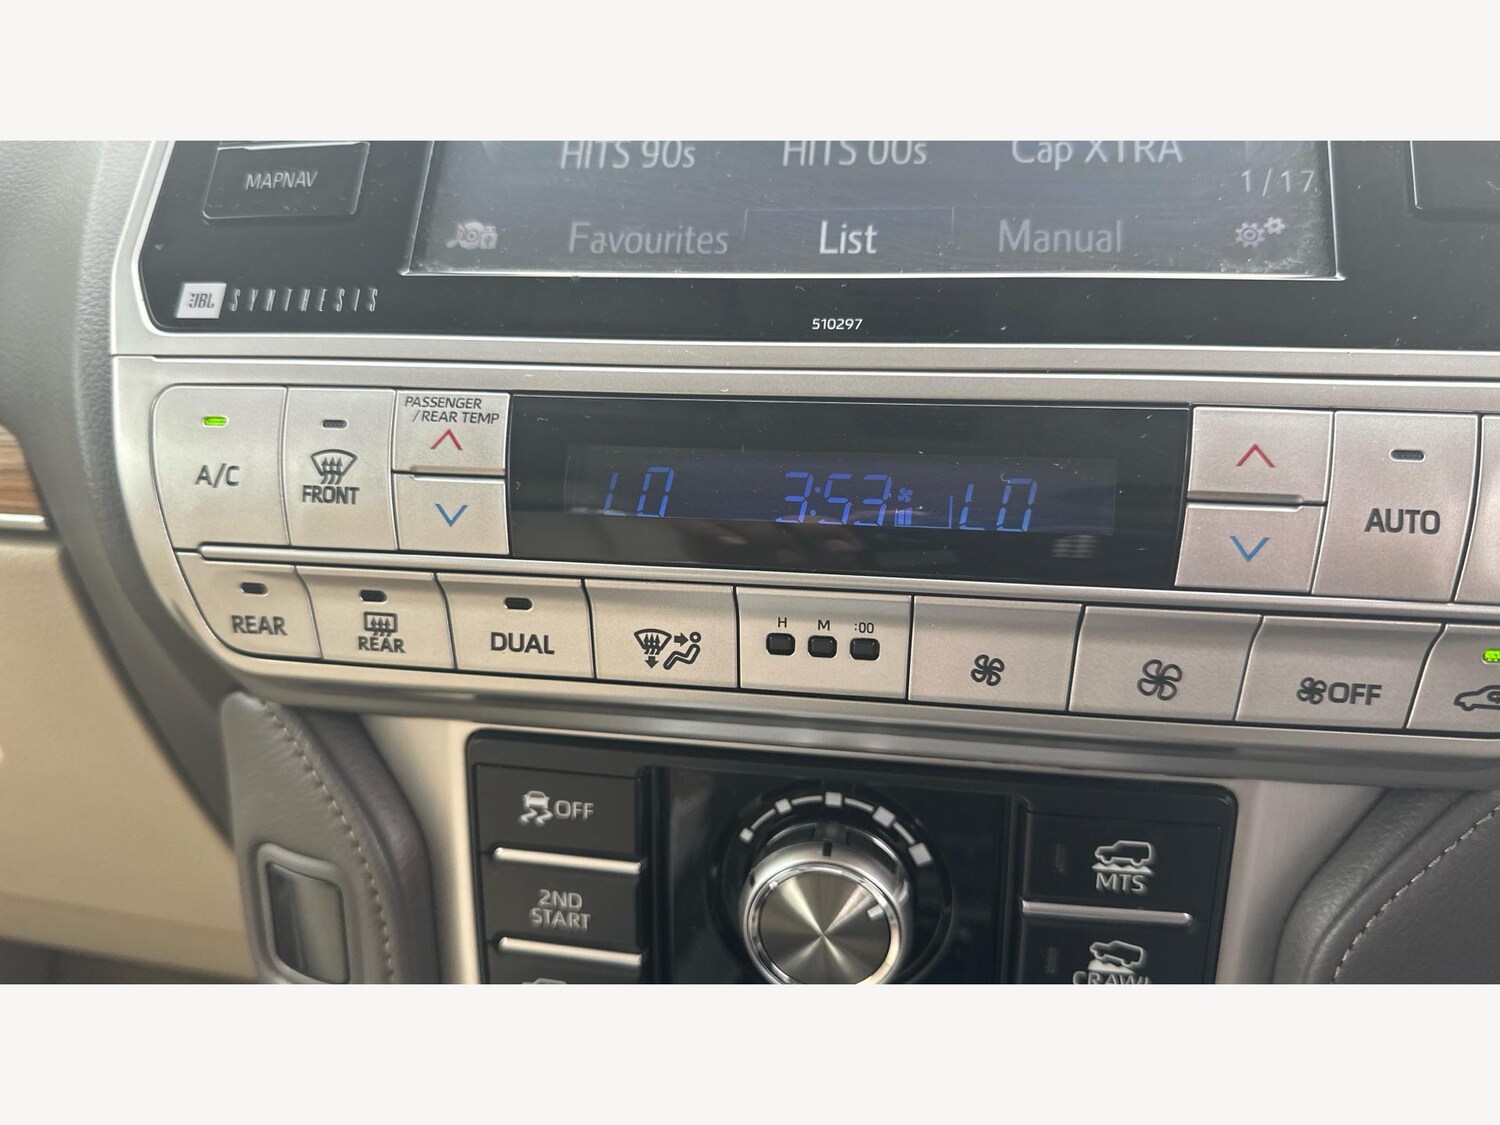 HITS 90s HITS 00s Cap XTRA
MAPNAV
1/17
Favourites List Manual
JBL SYNTHESIS
510297
PASSENGER
/REAR TEMP
A/C
FRONT
LO 3:53 LO
AUTO
REAR
REAR
DUAL
H M :00
OFF
OFF
2ND
START
MTS
CRAWL